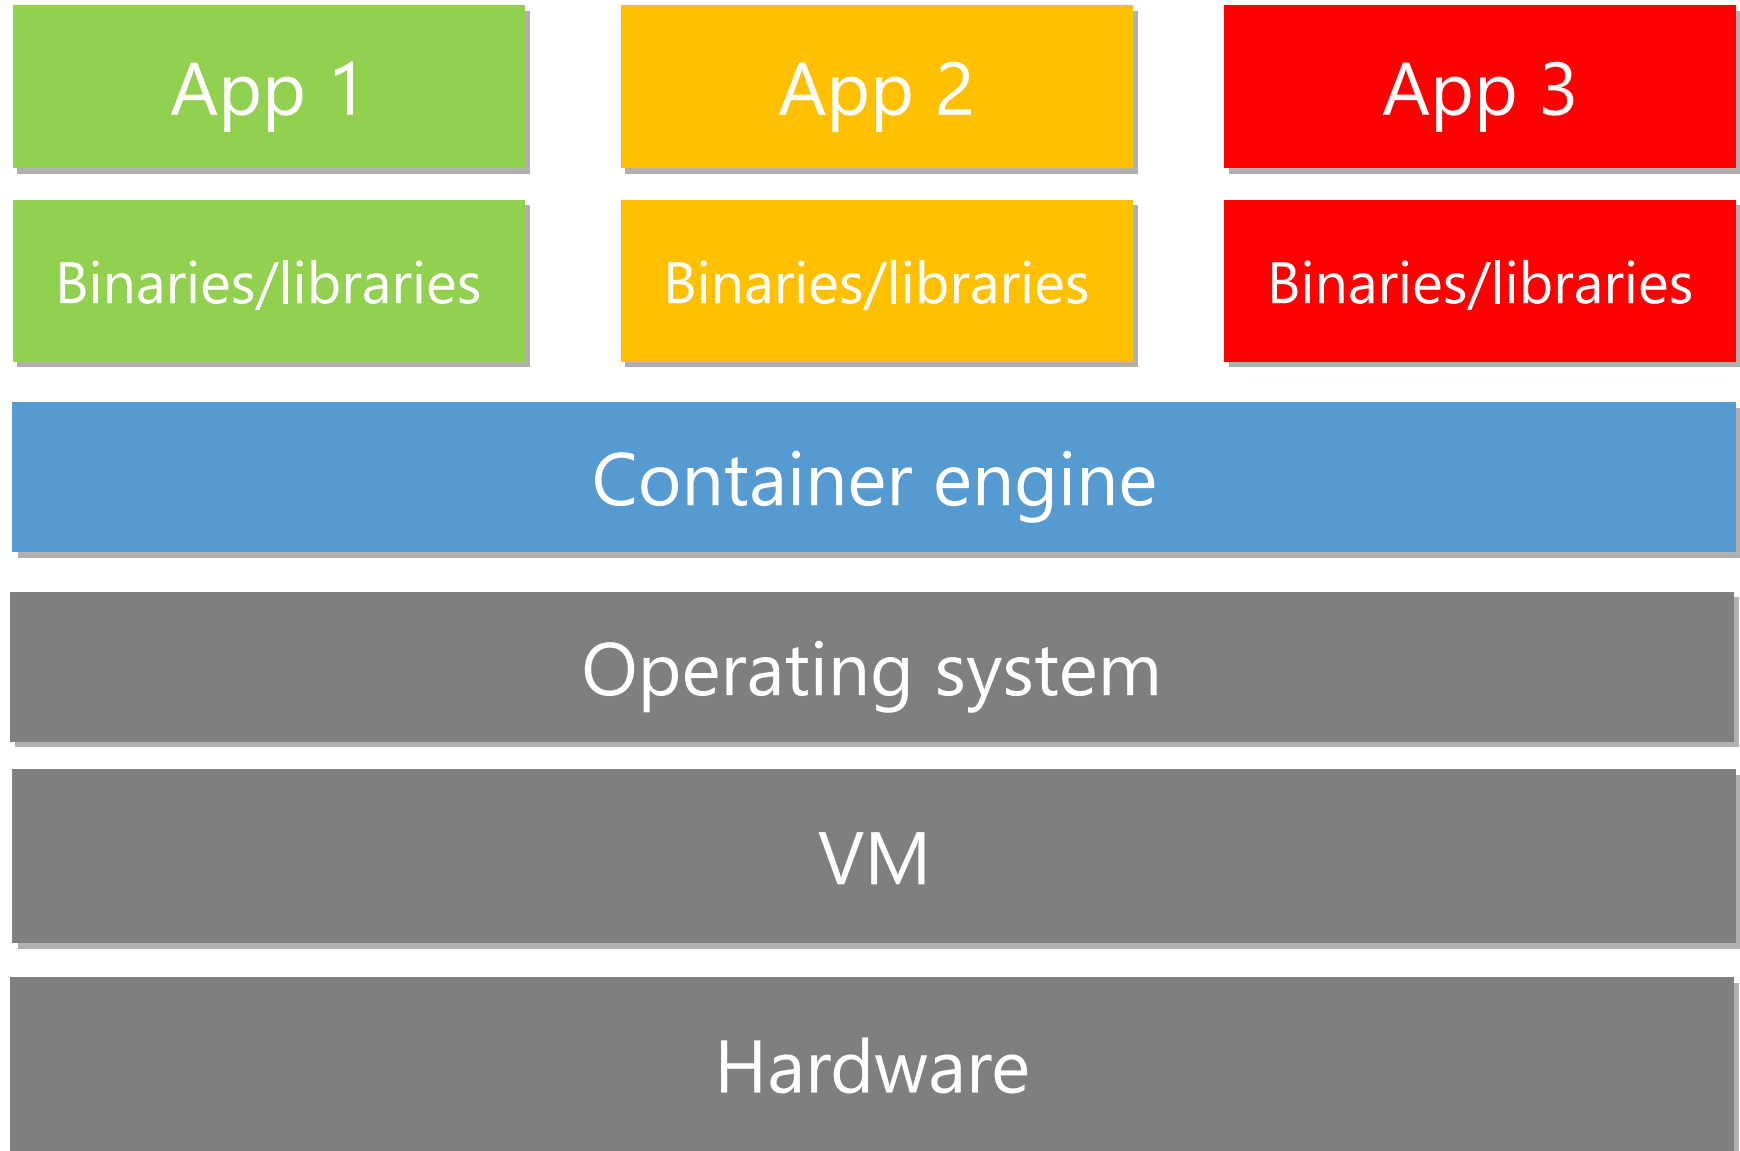 App 1
App 2
App 3
Binaries/libraries
Binaries/libraries
Binaries/libraries
Container engine
Operating system
VM
Hardware